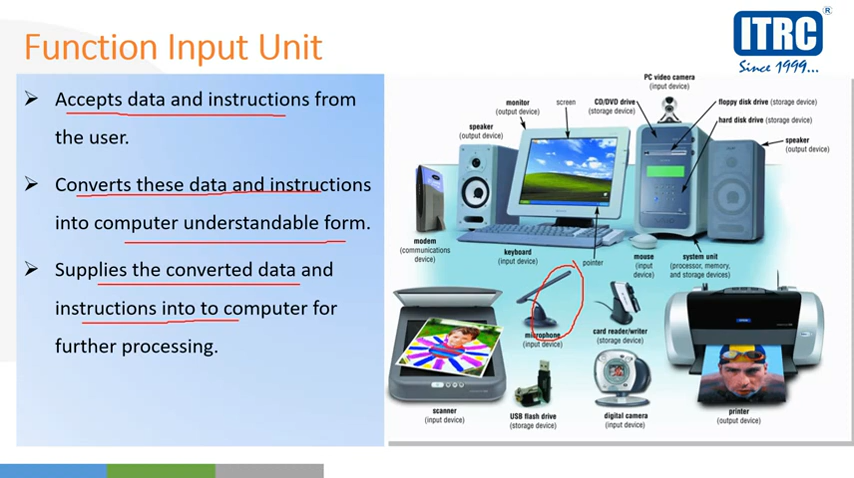 Function Input Unit
ITRC
®
Since 1999...
➢ Accepts data and instructions from
the user.
➢ Converts these data and instructions
into computer understandable form.
➢ Supplies the converted data and
instructions into to computer for
further processing.
PC video camera
(input device)
monitor
(output device)
screen
CD/DVD drive
(storage device)
floppy disk drive (storage device)
hard disk drive (storage device)
speaker
(output device)
speaker
(output device)
modem
(communications
device)
keyboard
(input device)
pointer
mouse
(input
device)
system unit
(processor, memory,
and storage devices)
microphone
(input device)
card reader/writer
(storage device)
scanner
(input device)
USB flash drive
(storage device)
digital camera
(input device)
printer
(output device)